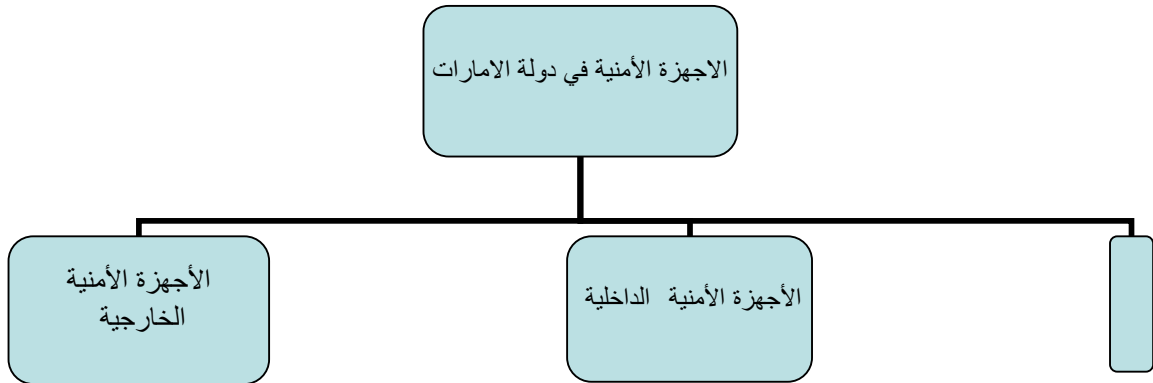 الاجهزة الأمنية في دولة الامارات
الأجهزة الأمنية الداخلية
الأجهزة الأمنية
الخارجية